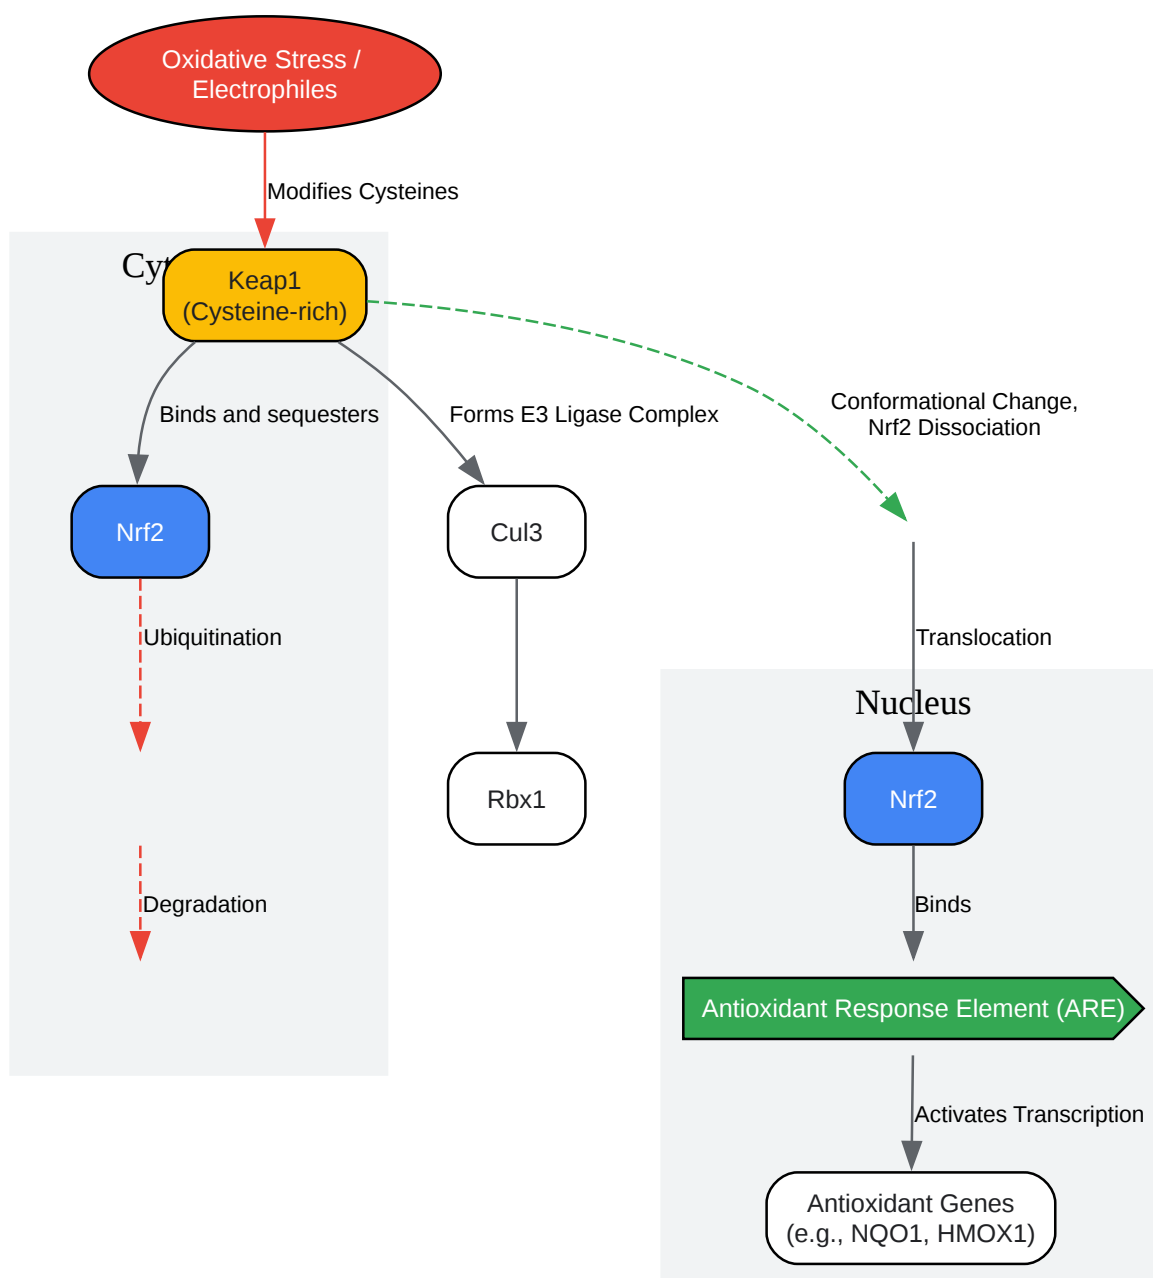 Oxidative Stress /
Electrophiles
Modifies Cysteines
Keap1
(Cysteine-rich)
Binds and sequesters
Forms E3 Ligase Complex
Conformational Change,
Nrf2 Dissociation
Nrf2
Cul3
Ubiquitination
Translocation
Nucleus
Rbx1
Nrf2
Degradation
Binds
Antioxidant Response Element (ARE)
Activates Transcription
Antioxidant Genes
(e.g., NQO1, HMOX1)